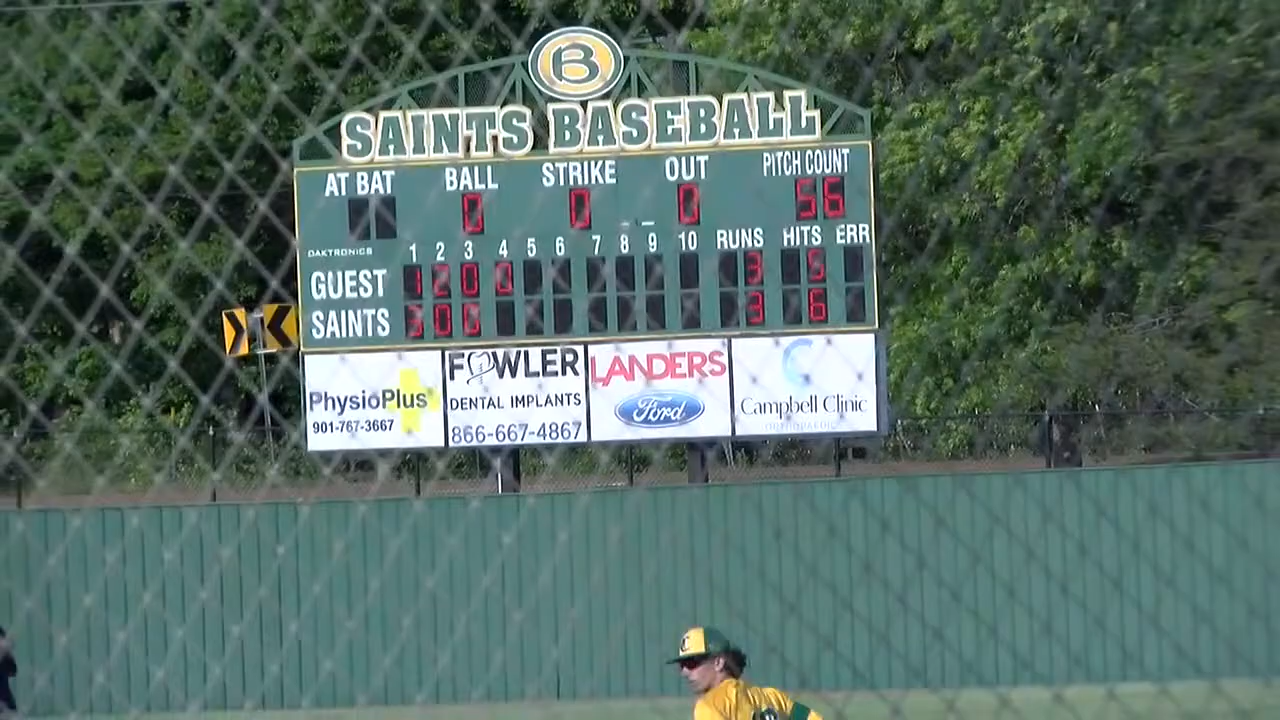 B
SAINTS BASEBALL
AT BAT BALL STRIKE OUT PITCH COUNT
0 0 0 56
DAKTRONICS 1 2 3 4 5 6 7 8 9 10 RUNS HITS ERR
GUEST 1 2 0 0 3 5
SAINTS 3 0 0 3 6
PhysioPlus
901-767-3667
FOWLER
DENTAL IMPLANTS
866-667-4867
LANDERS
Ford
C
Campbell Clinic
ORTHOPAEDICS